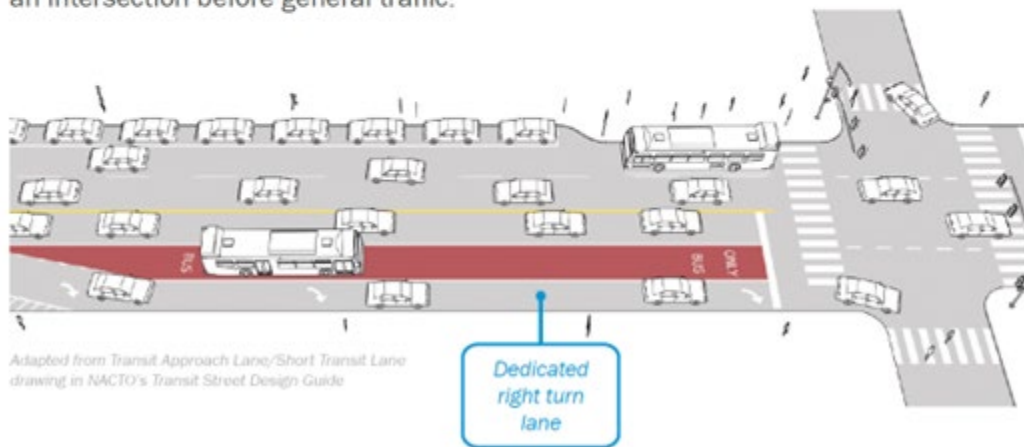 an intersection before general traffic.
BUS
BUS
ONLY
Adapted from Transit Approach Lane/Short Transit Lane
drawing in NACTO's Transit Street Design Guide
Dedicated
right turn
lane